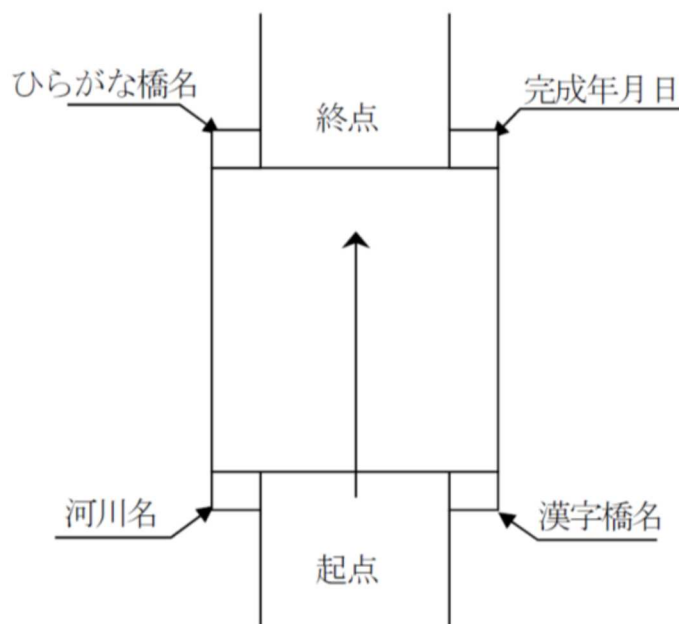 ひらがな橋名
完成年月日
終点
河川名
漢字橋名
起点